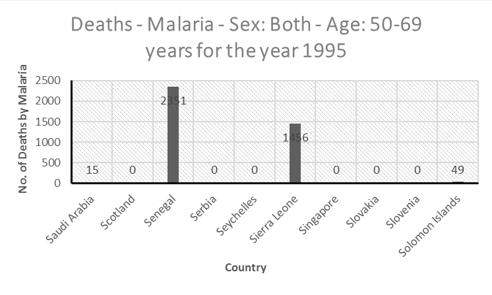 Deaths - Malaria - Sex: Both - Age: 50-69
years for the year 1995
No. of Deaths by Malaria
2500
2000
1500
1000
500
0
15
0
2351
0
0
1456
0
0
0
49
Saudi Arabia
Scotland
Senegal
Serbia
Seychelles
Sierra Leone
Singapore
Slovakia
Slovenia
Solomon Islands
Country